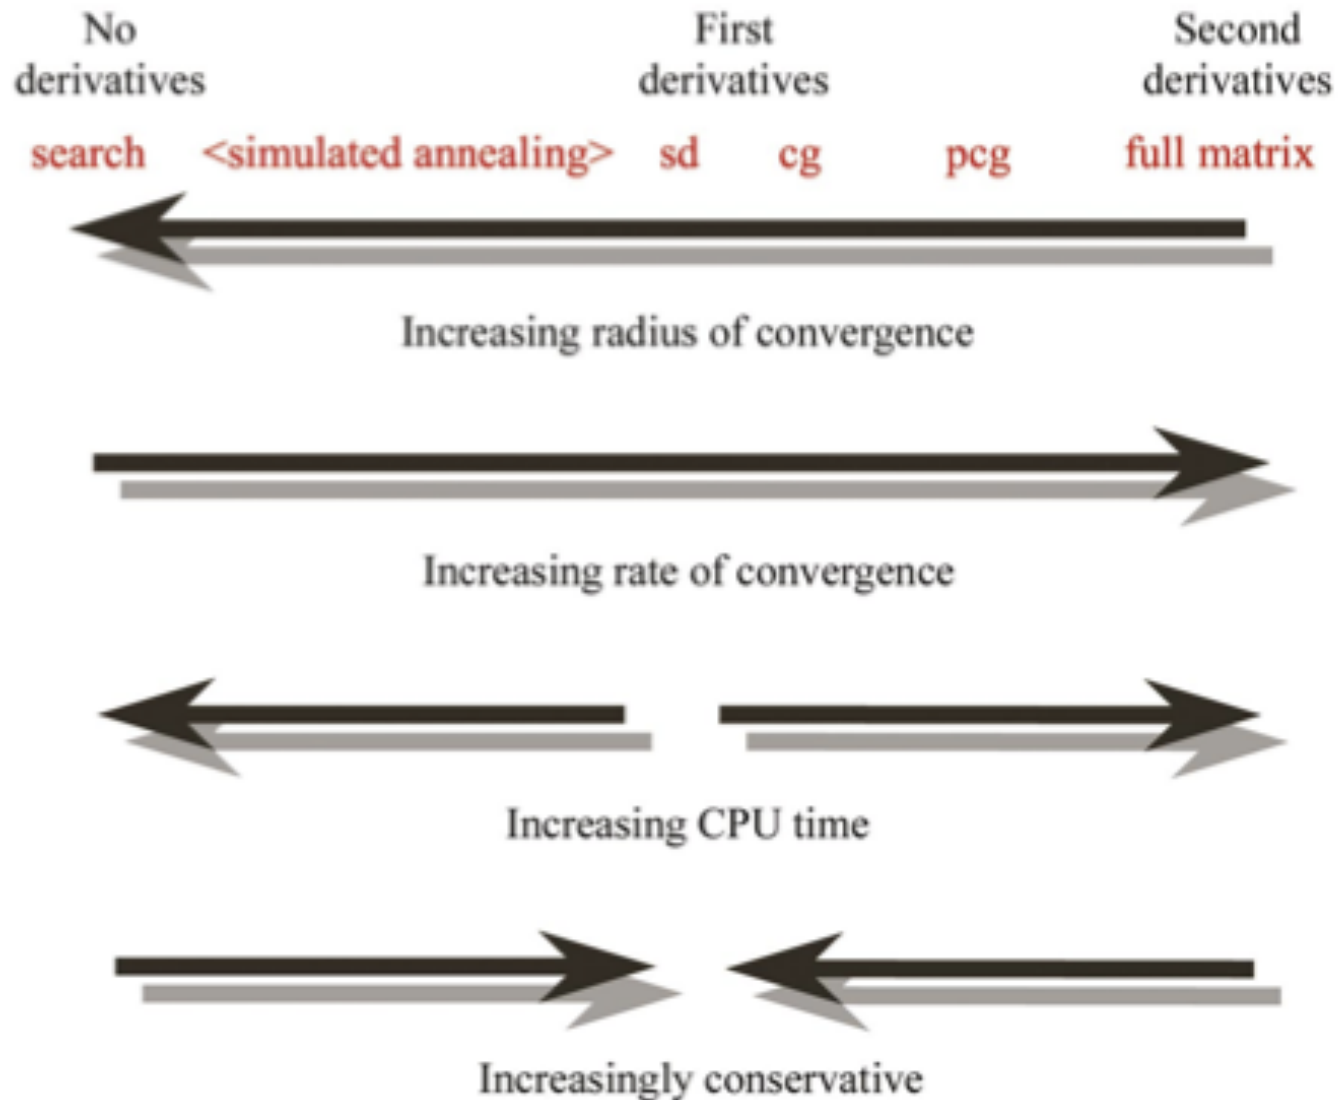 No
derivatives
First
derivatives
Second
derivatives
search <simulated annealing> sd cg pcg full matrix
Increasing radius of convergence
Increasing rate of convergence
Increasing CPU time
Increasingly conservative